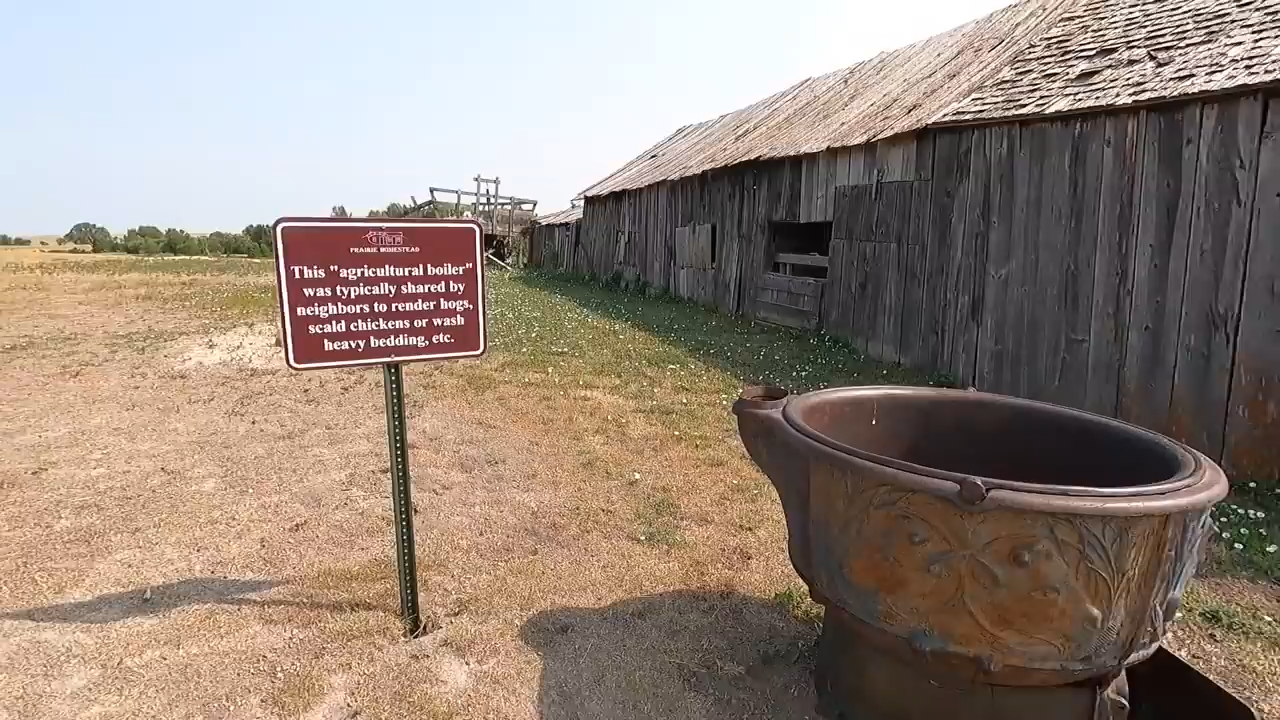 PRAIRIE HOMESTEAD
This "agricultural boiler"
was typically shared by
neighbors to render hogs,
scald chickens or wash
heavy bedding, etc.